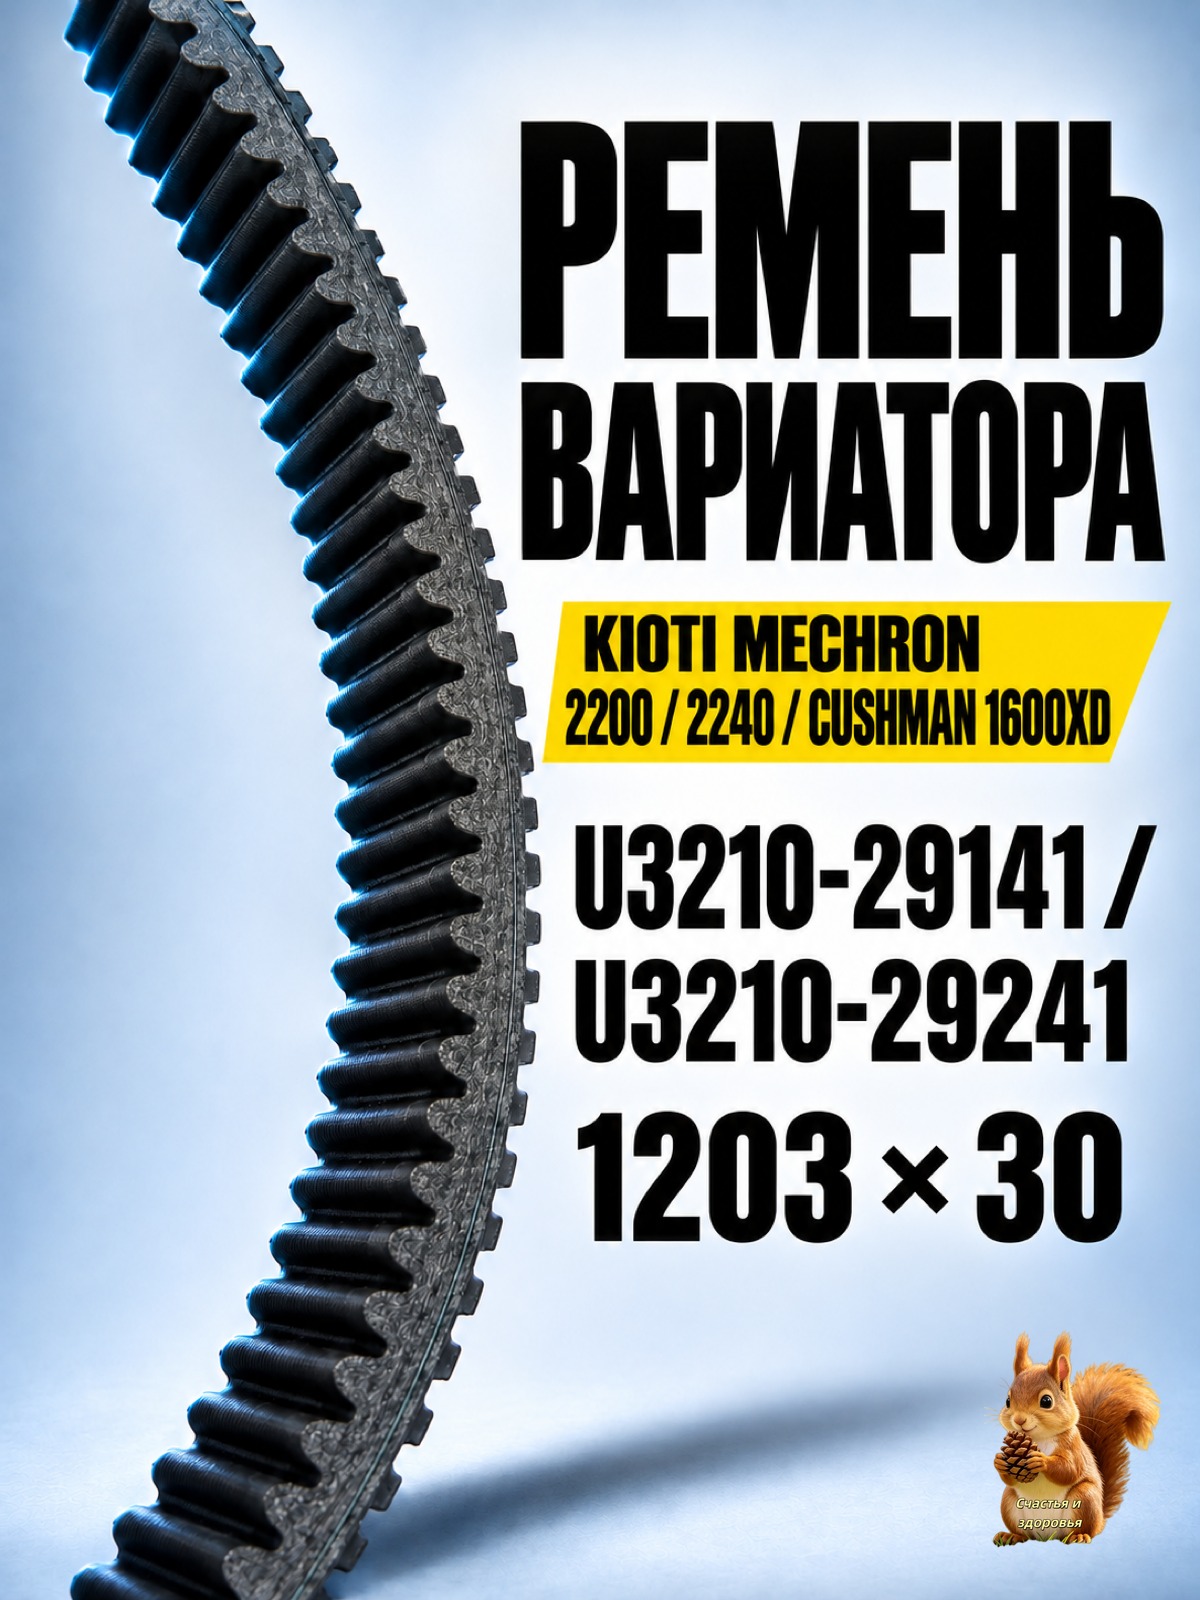 РЕМЕНЬ
ВАРИАТОРА
KIOTI MECHRON
2200 / 2240 / CUSHMAN 1600XD
U3210-29141 /
U3210-29241
1203 × 30
Счастья и
здоровья